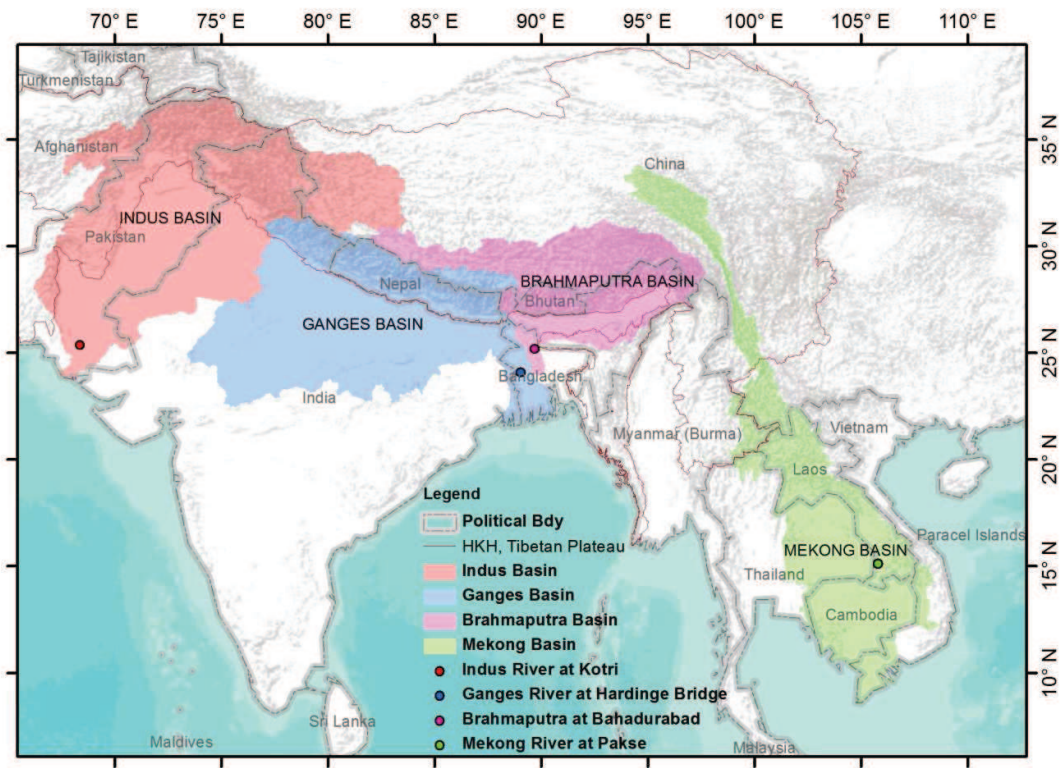 70° E 75° E 80° E 85° E 90° E 95° E 100° E 105° E 110° E
Tajikistan
Turkmenistan
35° N
Afghanistan
China
INDUS BASIN
Pakistan
30° N
Nepal
BRAHMAPUTRA BASIN
Bhutan
GANGES BASIN
25° N
Bangladesh
India
Myanmar (Burma)
Vietnam
20° N
Laos
Legend
Political Bdy
HKH, Tibetan Plateau
Indus Basin
Ganges Basin
Brahmaputra Basin
Mekong Basin
Indus River at Kotri
Ganges River at Hardinge Bridge
Brahmaputra at Bahadurabad
Mekong River at Pakse
Paracel Islands
MEKONG BASIN
15° N
Thailand
Cambodia
10° N
Sri Lanka
Maldives
Malaysia